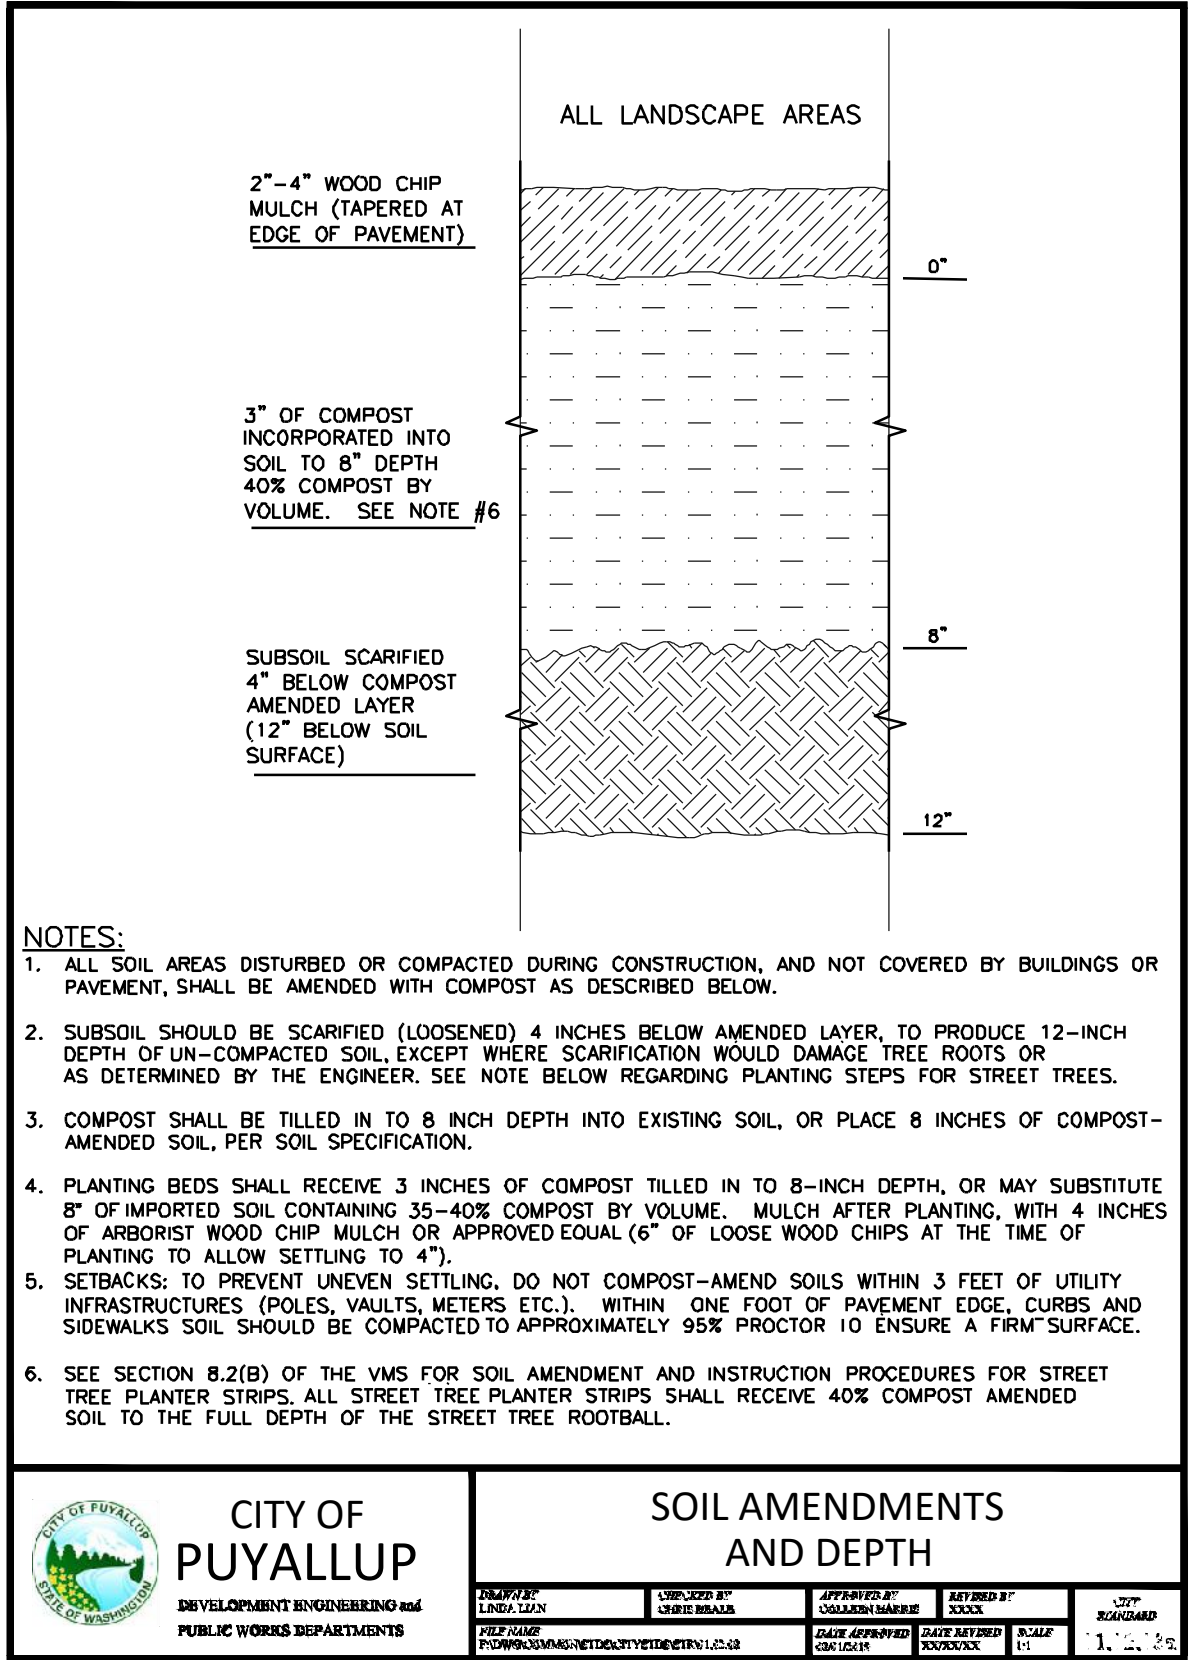 ALL LANDSCAPE AREAS
2"-4" WOOD CHIP
MULCH (TAPERED AT
EDGE OF PAVEMENT)
0"
3" OF COMPOST
INCORPORATED INTO
SOIL TO 8" DEPTH
40% COMPOST BY
VOLUME. SEE NOTE #6
8"
SUBSOIL SCARIFIED
4" BELOW COMPOST
AMENDED LAYER
(12" BELOW SOIL
SURFACE)
12"
NOTES:
1. ALL SOIL AREAS DISTURBED OR COMPACTED DURING CONSTRUCTION, AND NOT COVERED BY BUILDINGS OR
PAVEMENT, SHALL BE AMENDED WITH COMPOST AS DESCRIBED BELOW.
2. SUBSOIL SHOULD BE SCARIFIED (LOOSENED) 4 INCHES BELOW AMENDED LAYER, TO PRODUCE 12-INCH
DEPTH OF UN-COMPACTED SOIL, EXCEPT WHERE SCARIFICATION WOULD DAMAGE TREE ROOTS OR
AS DETERMINED BY THE ENGINEER. SEE NOTE BELOW REGARDING PLANTING STEPS FOR STREET TREES.
3. COMPOST SHALL BE TILLED IN TO 8 INCH DEPTH INTO EXISTING SOIL, OR PLACE 8 INCHES OF COMPOST-
AMENDED SOIL, PER SOIL SPECIFICATION.
4. PLANTING BEDS SHALL RECEIVE 3 INCHES OF COMPOST TILLED IN TO 8-INCH DEPTH, OR MAY SUBSTITUTE
8" OF IMPORTED SOIL CONTAINING 35-40% COMPOST BY VOLUME. MULCH AFTER PLANTING, WITH 4 INCHES
OF ARBORIST WOOD CHIP MULCH OR APPROVED EQUAL (6" OF LOOSE WOOD CHIPS AT THE TIME OF
PLANTING TO ALLOW SETTLING TO 4").
5. SETBACKS: TO PREVENT UNEVEN SETTLING, DO NOT COMPOST-AMEND SOILS WITHIN 3 FEET OF UTILITY
INFRASTRUCTURES (POLES, VAULTS, METERS ETC.). WITHIN ONE FOOT OF PAVEMENT EDGE, CURBS AND
SIDEWALKS SOIL SHOULD BE COMPACTED TO APPROXIMATELY 95% PROCTOR TO ENSURE A FIRM SURFACE.
6. SEE SECTION 8.2(B) OF THE VMS FOR SOIL AMENDMENT AND INSTRUCTION PROCEDURES FOR STREET
TREE PLANTER STRIPS. ALL STREET TREE PLANTER STRIPS SHALL RECEIVE 40% COMPOST AMENDED
SOIL TO THE FULL DEPTH OF THE STREET TREE ROOTBALL.
CITY OF PUYALLUP
STATE OF WASHINGTON
CITY OF
PUYALLUP
DEVELOPMENT ENGINEERING and
PUBLIC WORKS DEPARTMENTS
SOIL AMENDMENTS
AND DEPTH
DRAWN BY
LINDA LIAN
CHECKED BY
CHRIS BEALE
APPROVED BY
COLLEEN HARRIS
REVISED BY
XXXX
CITY
STANDARD
FILE NAME
DATE APPROVED
DATE REVISED
XX/XX/XX
SCALE
1:1